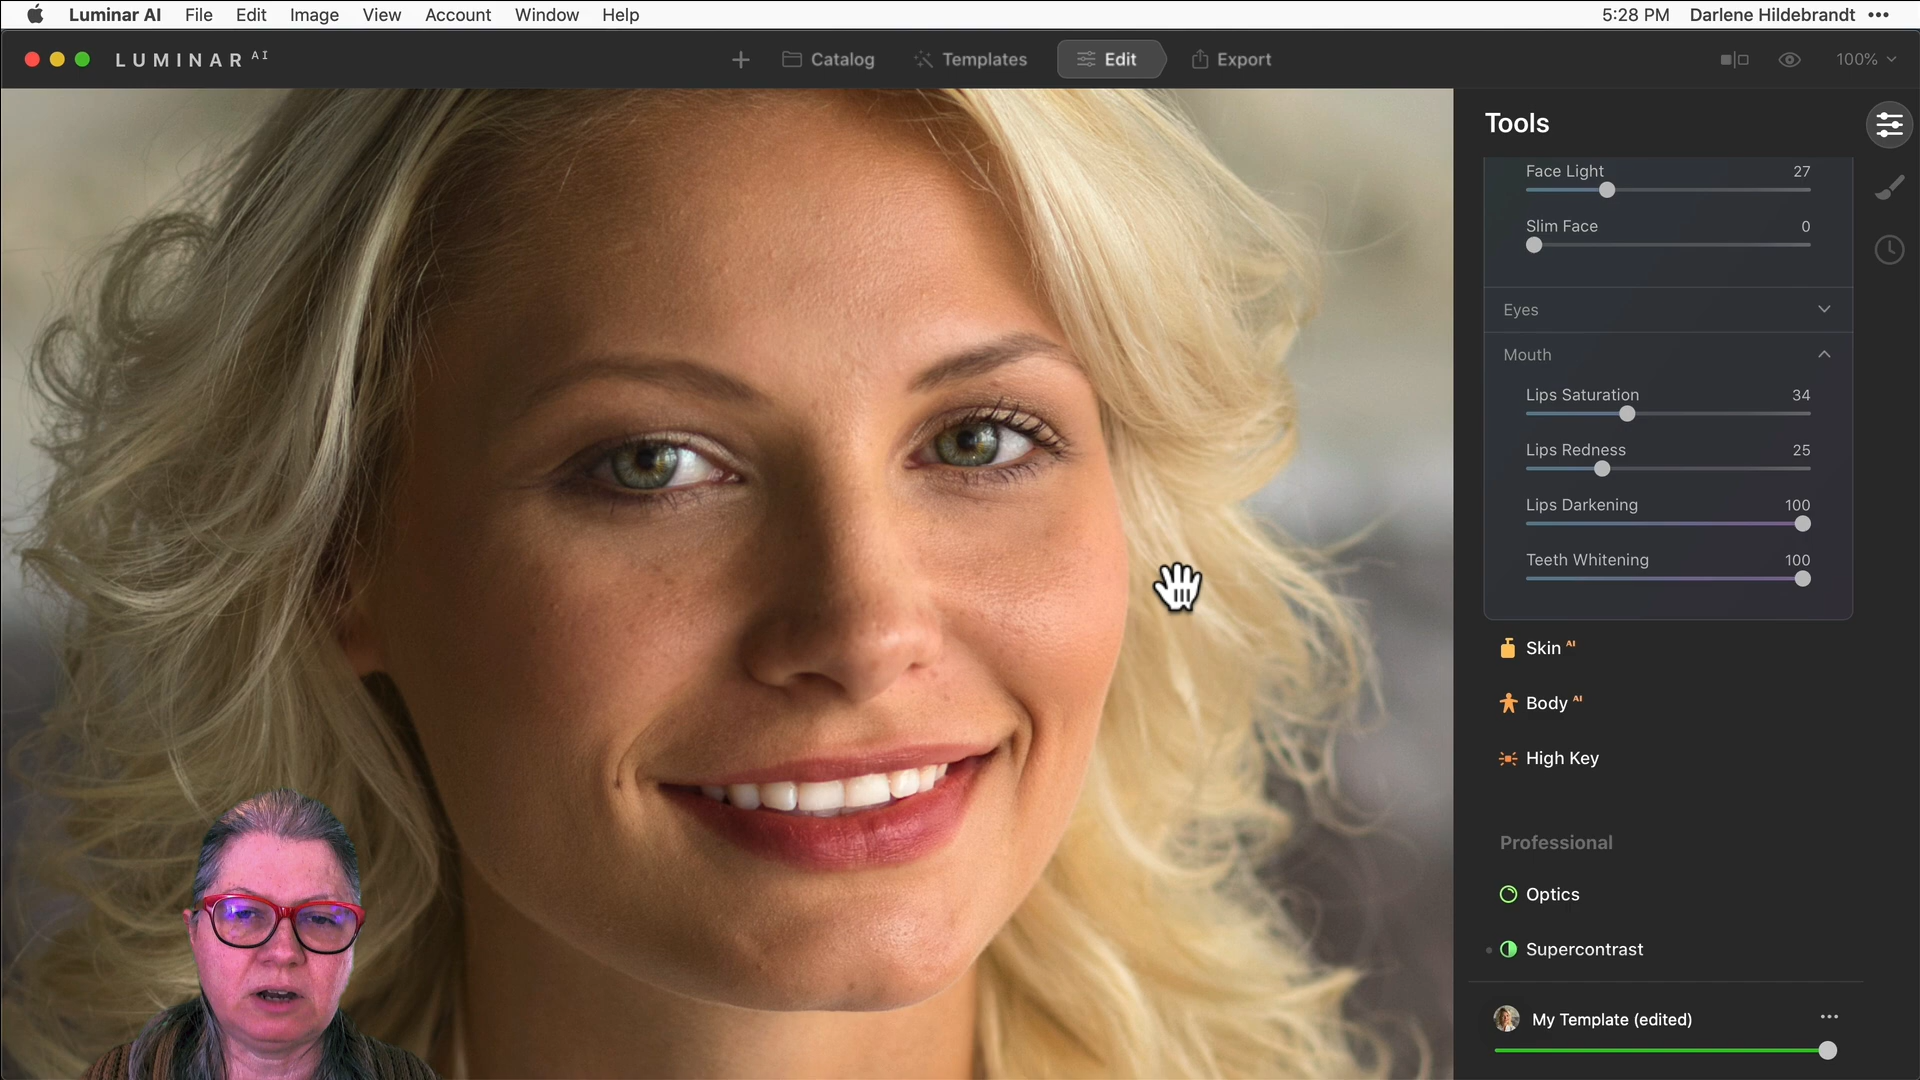 Luminar AI File Edit Image View Account Window Help 5:28 PM Darlene Hildebrandt
LUMINAR AI Catalog Templates Edit Export 100%
Tools
Face Light 27
Slim Face 0
Eyes
Mouth
Lips Saturation 34
Lips Redness 25
Lips Darkening 100
Teeth Whitening 100
Skin AI
Body AI
High Key
Professional
Optics
Supercontrast
My Template (edited)